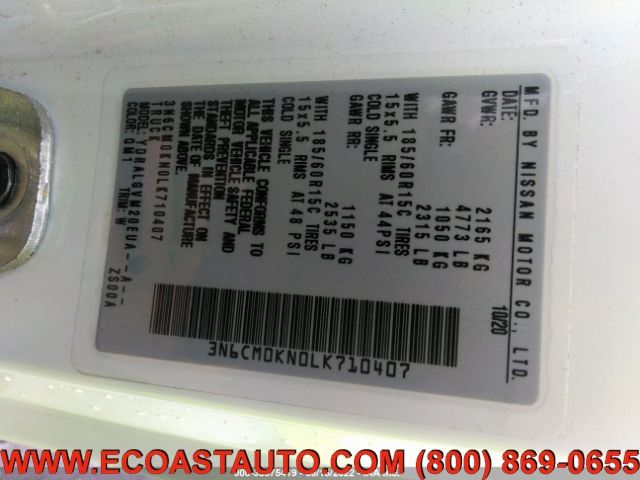 MFD. BY NISSAN MOTOR CO., LTD.
DATE: 10/20
GVWR: 2165 KG
4773 LB
GAWR FR: 1050 KG
2315 LB
WITH 185/60R15C TIRES
15x5.5 RIMS AT 44PSI
COLD SINGLE
GAWR RR: 1150 KG
2535 LB
WITH 185/60R15C TIRES
15x5.5 RIMS AT 48 PSI
COLD SINGLE
THIS VEHICLE CONFORMS TO
ALL APPLICABLE FEDERAL
MOTOR VEHICLE SAFETY AND
THEFT PREVENTION
STANDARDS IN EFFECT ON
THE DATE OF MANUFACTURE
SHOWN ABOVE.
3N6CM0KN0LK710407
TRUCK
MODEL: YDRALGVM20EUA--A--
COLOR: QM1 TRIM: W ZS00A
3N6CM0KN0LK710407
WWW.ECOASTAUTO.COM (800) 869-0655